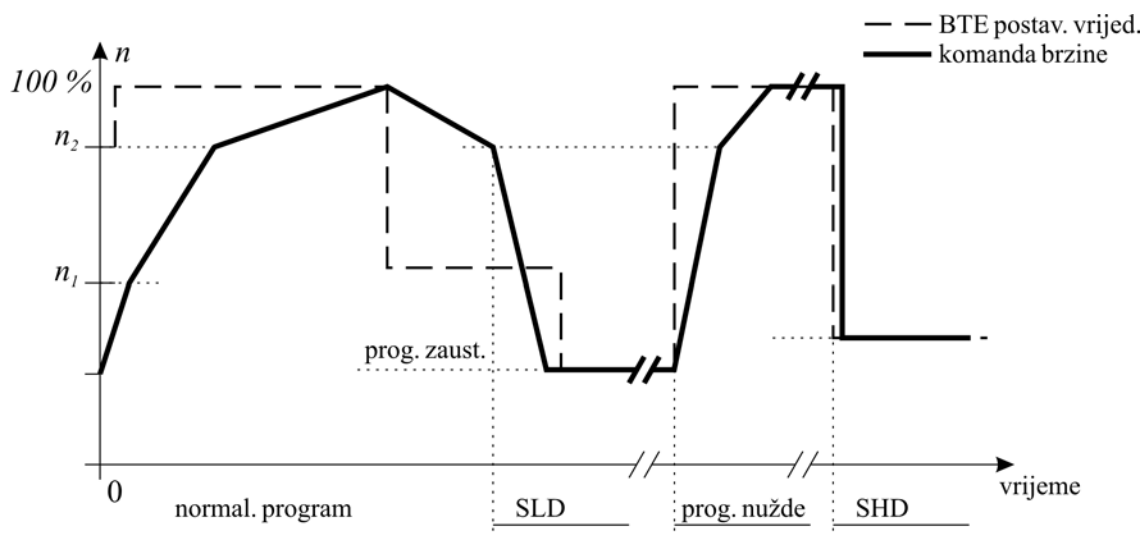 BTE postav. vrijed.
komanda brzine
n
100 %
n2
n1
prog. zaust.
0
vrijeme
normal. program
SLD
prog. nužde
SHD